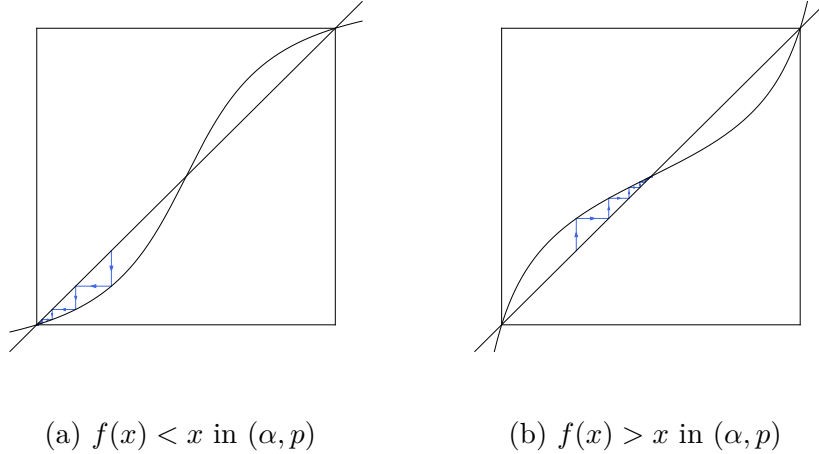 (a) f(x) < x in (α, p)
(b) f(x) > x in (α, p)